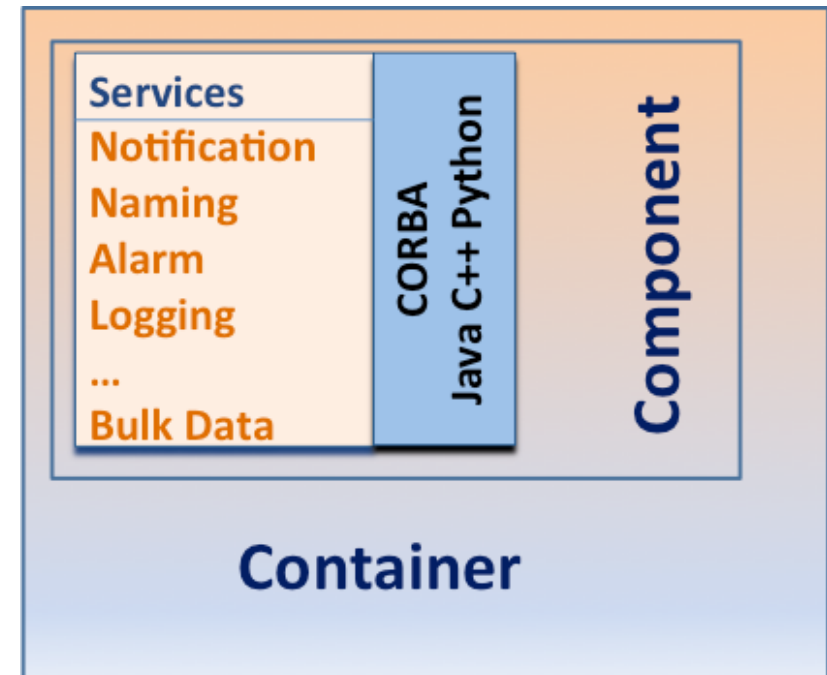 Services
Notification
Naming
Alarm
Logging
...
Bulk Data
CORBA
Java C++ Python
Component
Container